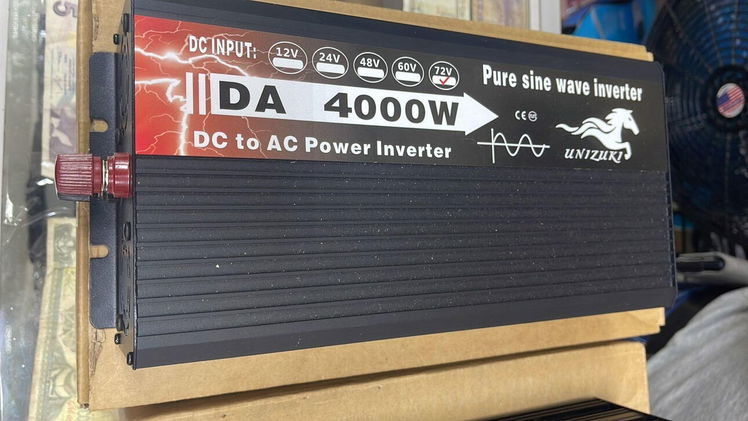 DC INPUT: 12V 24V 48V 60V 72V
Pure sine wave inverter
DA 4000W
CE
DC to AC Power Inverter
UNIZUKI